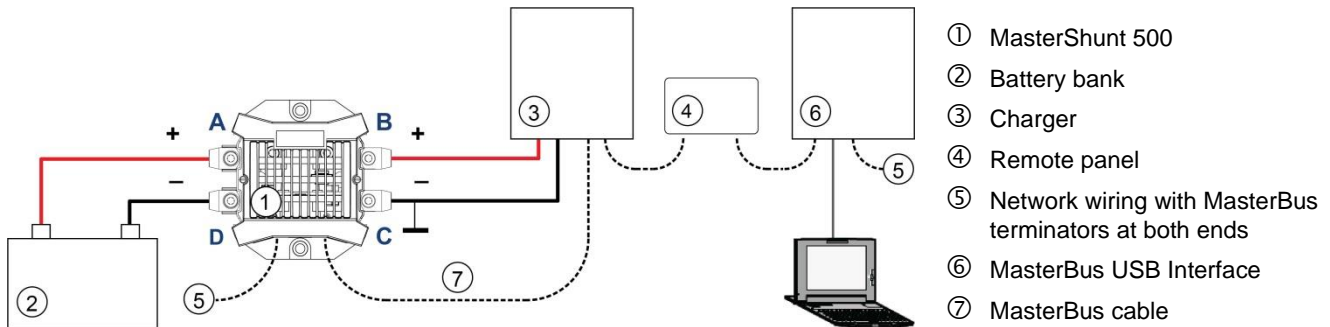 A
B
+
+
–
–
D
C
①
②
③
④
⑤
⑤
⑥
⑦
① MasterShunt 500
② Battery bank
③ Charger
④ Remote panel
⑤ Network wiring with MasterBus
terminators at both ends
⑥ MasterBus USB Interface
⑦ MasterBus cable